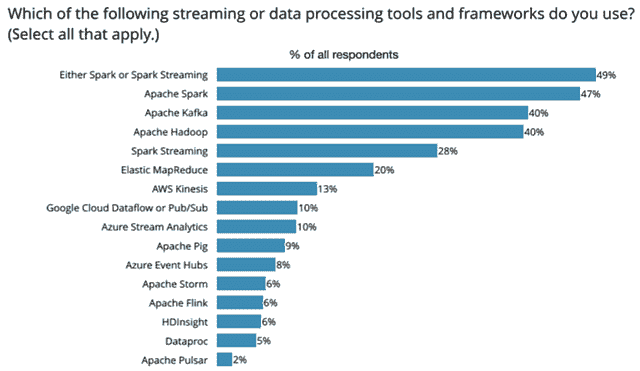 Which of the following streaming or data processing tools and frameworks do you use?
(Select all that apply.)
% of all respondents
Either Spark or Spark Streaming 49%
Apache Spark 47%
Apache Kafka 40%
Apache Hadoop 40%
Spark Streaming 28%
Elastic MapReduce 20%
AWS Kinesis 13%
Google Cloud Dataflow or Pub/Sub 10%
Azure Stream Analytics 10%
Apache Pig 9%
Azure Event Hubs 8%
Apache Storm 6%
Apache Flink 6%
HDInsight 6%
Dataproc 5%
Apache Pulsar 2%